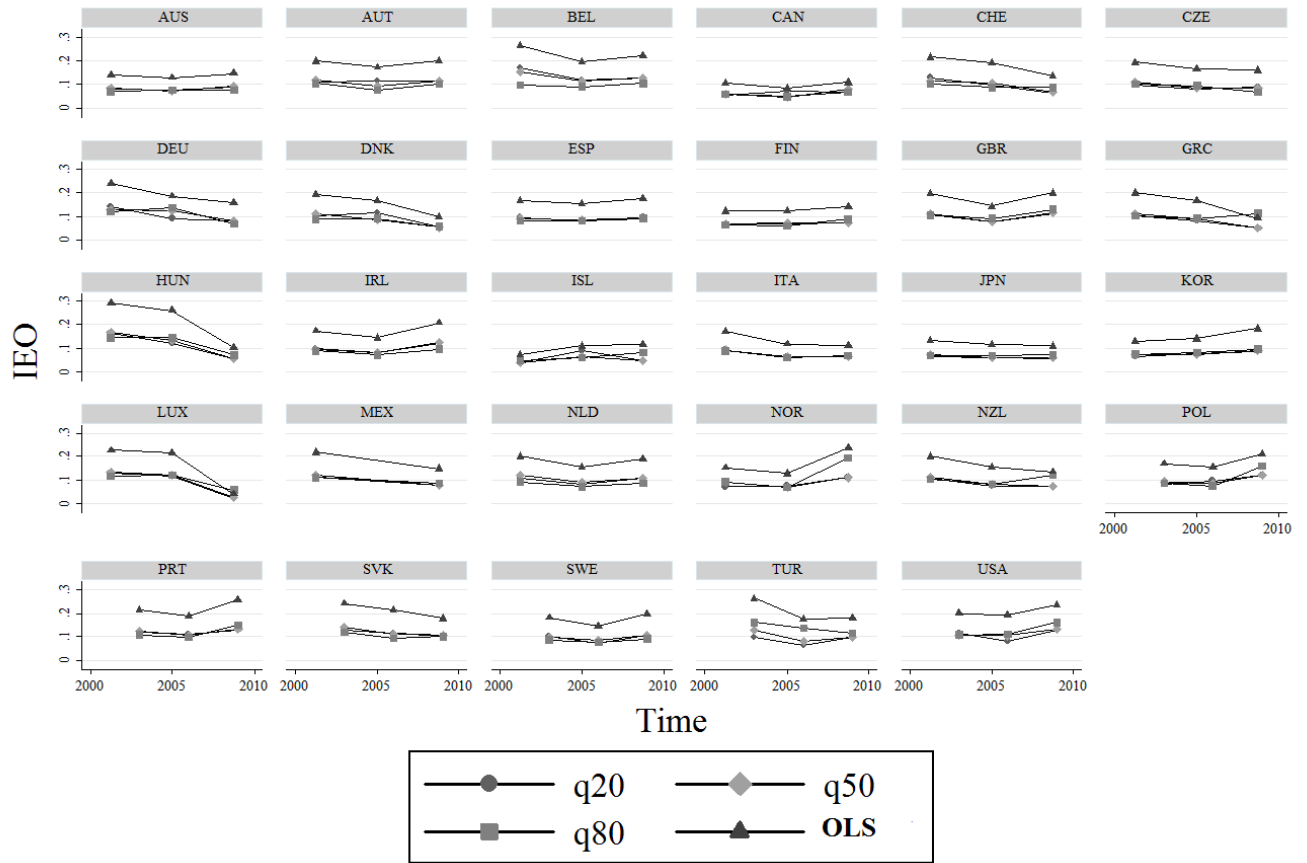 AUS AUT BEL CAN CHE CZE
.3
.2
.1
0
DEU DNK ESP FIN GBR GRC
.3
.2
.1
0
HUN IRL ISL ITA JPN KOR
.3
.2
.1
0
IEO
LUX MEX NLD NOR NZL POL
.3
.2
.1
0
2000 2005 2010
PRT SVK SWE TUR USA
.3
.2
.1
0
2000 2005 2010 2000 2005 2010 2000 2005 2010 2000 2005 2010 2000 2005 2010
Time
q20 q50
q80 OLS